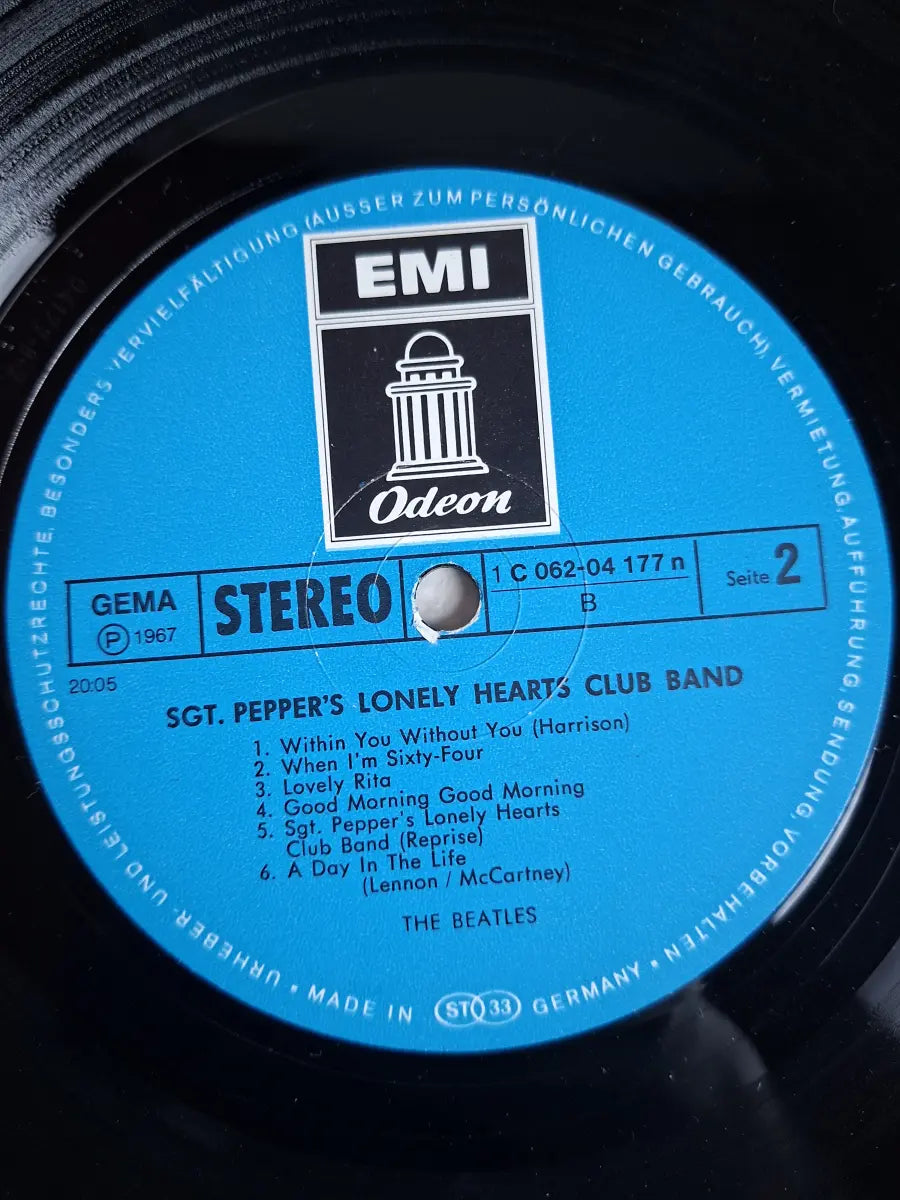 URHEBER- UND LEISTUNGSSCHUTZRECHTE, BESONDERS VERVIELFÄLTIGUNG (AUSSER ZUM PERSÖNLICHEN GEBRAUCH), VERMIETUNG, AUFFÜHRUNG, SENDUNG, VORBEHALTEN •
EMI
Odeon
GEMA
Ⓟ 1967
STEREO
1 C 062-04 177 n
B
Seite 2
20:05
SGT. PEPPER'S LONELY HEARTS CLUB BAND
1. Within You Without You (Harrison)
2. When I'm Sixty-Four
3. Lovely Rita
4. Good Morning Good Morning
5. Sgt. Pepper's Lonely Hearts
Club Band (Reprise)
6. A Day In The Life
(Lennon / McCartney)
THE BEATLES
• MADE IN ST 33 GERMANY